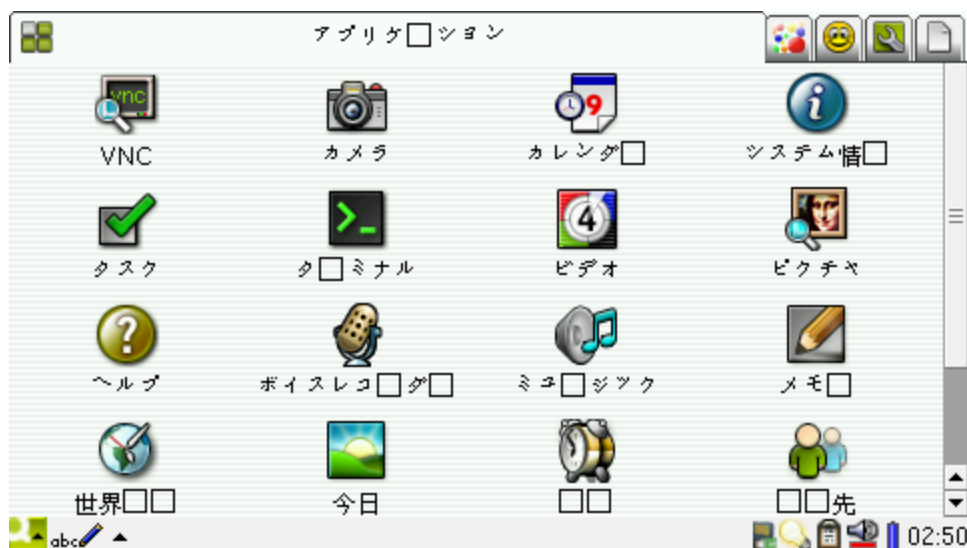 アプリケ□ション
VNC
カメラ
カレンダ□
システム情□
タスク
タ□ミナル
ビデオ
ピクチャ
ヘルプ
ボイスレコ□ダ□
ミュ□ジック
メモ□
世界□□
今日
□□
□□先
abc
02:50